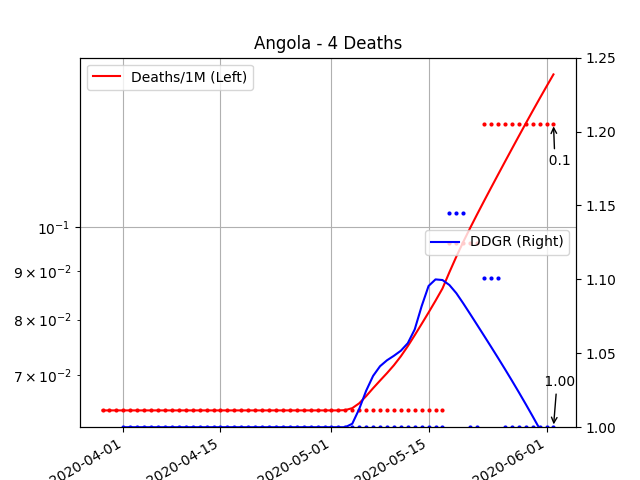 Angola - 4 Deaths
Deaths/1M (Left)
DDGR (Right)
10⁻¹
9 × 10⁻²
8 × 10⁻²
7 × 10⁻²
1.25
1.20
1.15
1.10
1.05
1.00
0.1
1.00
2020-04-01
2020-04-15
2020-05-01
2020-05-15
2020-06-01